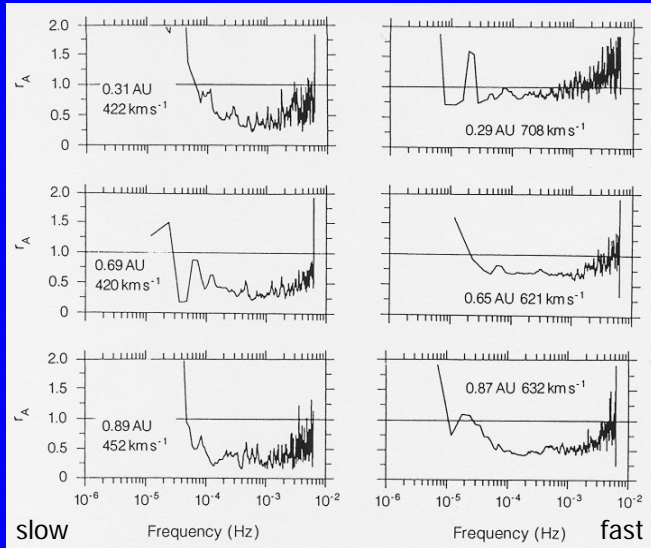 2.0
1.5
r_A
1.0
0.5
0
0.31 AU
422 km s⁻¹
0.29 AU 708 km s⁻¹
2.0
1.5
r_A
1.0
0.5
0
0.69 AU
420 km s⁻¹
0.65 AU 621 km s⁻¹
2.0
1.5
r_A
1.0
0.5
0
0.89 AU
452 km s⁻¹
0.87 AU 632 km s⁻¹
10⁻⁶ 10⁻⁵ 10⁻⁴ 10⁻³ 10⁻² 10⁻⁶ 10⁻⁵ 10⁻⁴ 10⁻³ 10⁻²
slow Frequency (Hz) Frequency (Hz) fast